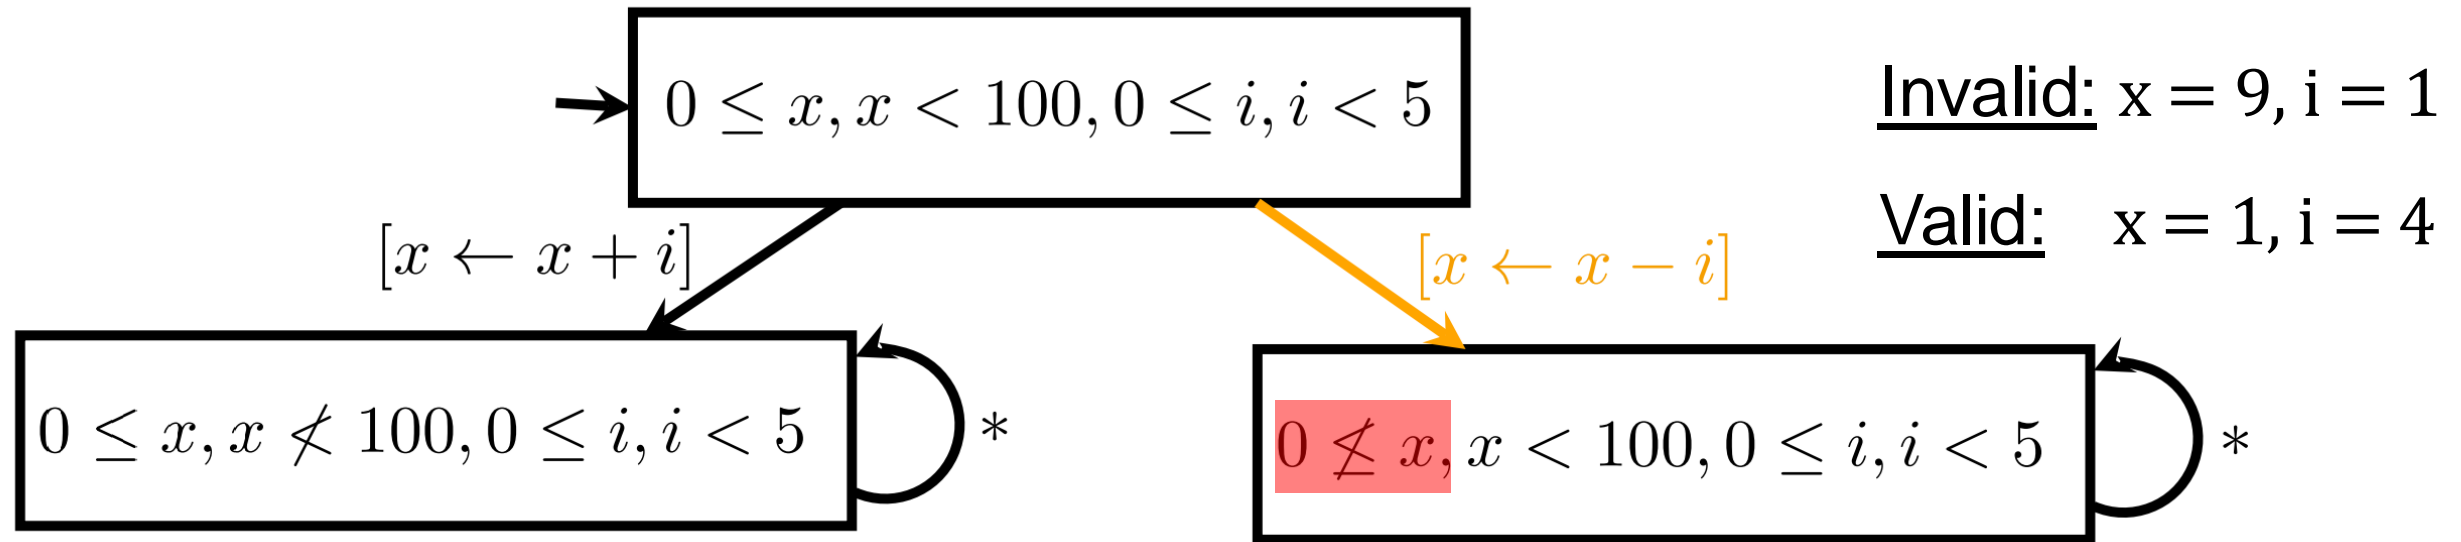 0 ≤ x, x < 100, 0 ≤ i, i < 5
Invalid: x = 9, i = 1
Valid: x = 1, i = 4
[x ← x + i]
[x ← x − i]
0 ≤ x, x ≮ 100, 0 ≤ i, i < 5
*
0 ≰ x, x < 100, 0 ≤ i, i < 5
*